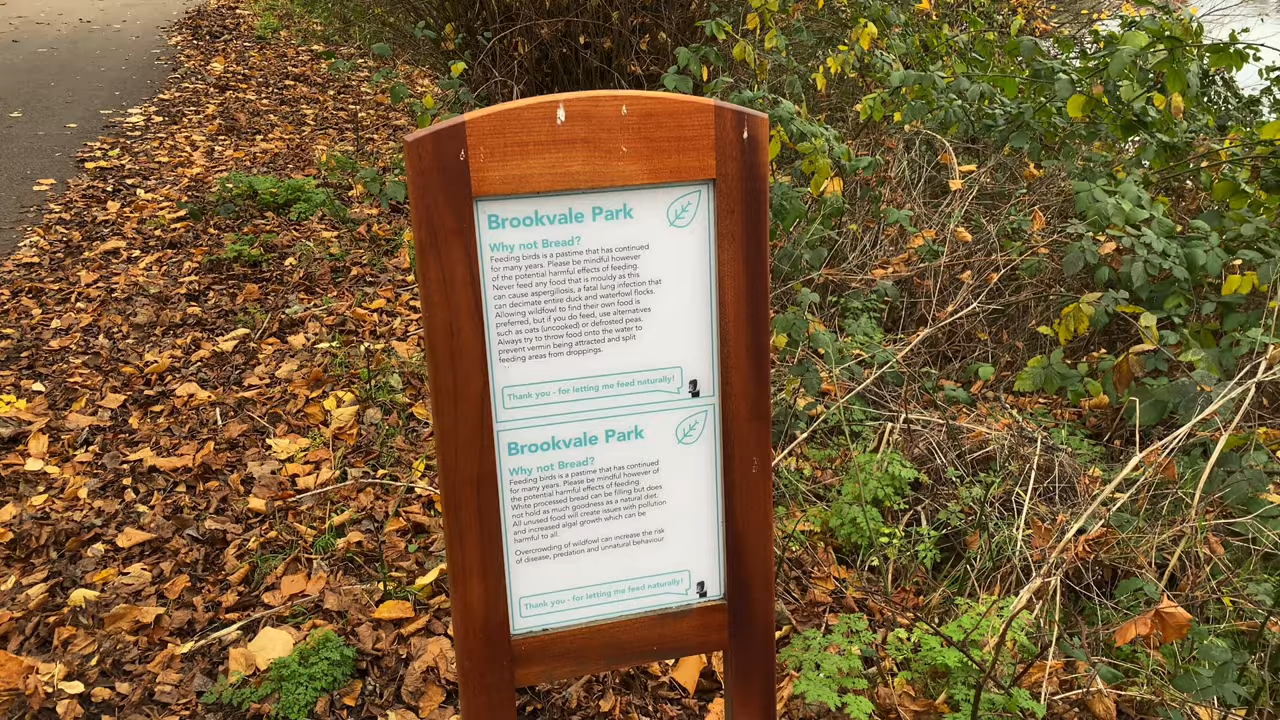 Brookvale Park
Why not Bread?
Feeding birds is a pastime that has continued
for many years. Please be mindful however
of the potential harmful effects of feeding.
Never feed any food that is mouldy as this
can cause aspergillosis, a fatal lung infection that
can decimate entire duck and waterfowl flocks.
Allowing wildfowl to find their own food is
preferred, but if you do feed, use alternatives
such as oats (uncooked) or defrosted peas.
Always try to throw food onto the water to
prevent vermin being attracted and split
feeding areas from droppings.
Thank you - for letting me feed naturally!
Brookvale Park
Why not Bread?
Feeding birds is a pastime that has continued
for many years. Please be mindful however of
the potential harmful effects of feeding.
White processed bread can be filling but does
not hold as much goodness as a natural diet.
All unused food will create issues with pollution
and increased algal growth which can be
harmful to all.
Overcrowding of wildfowl can increase the risk
of disease, predation and unnatural behaviour
Thank you - for letting me feed naturally!